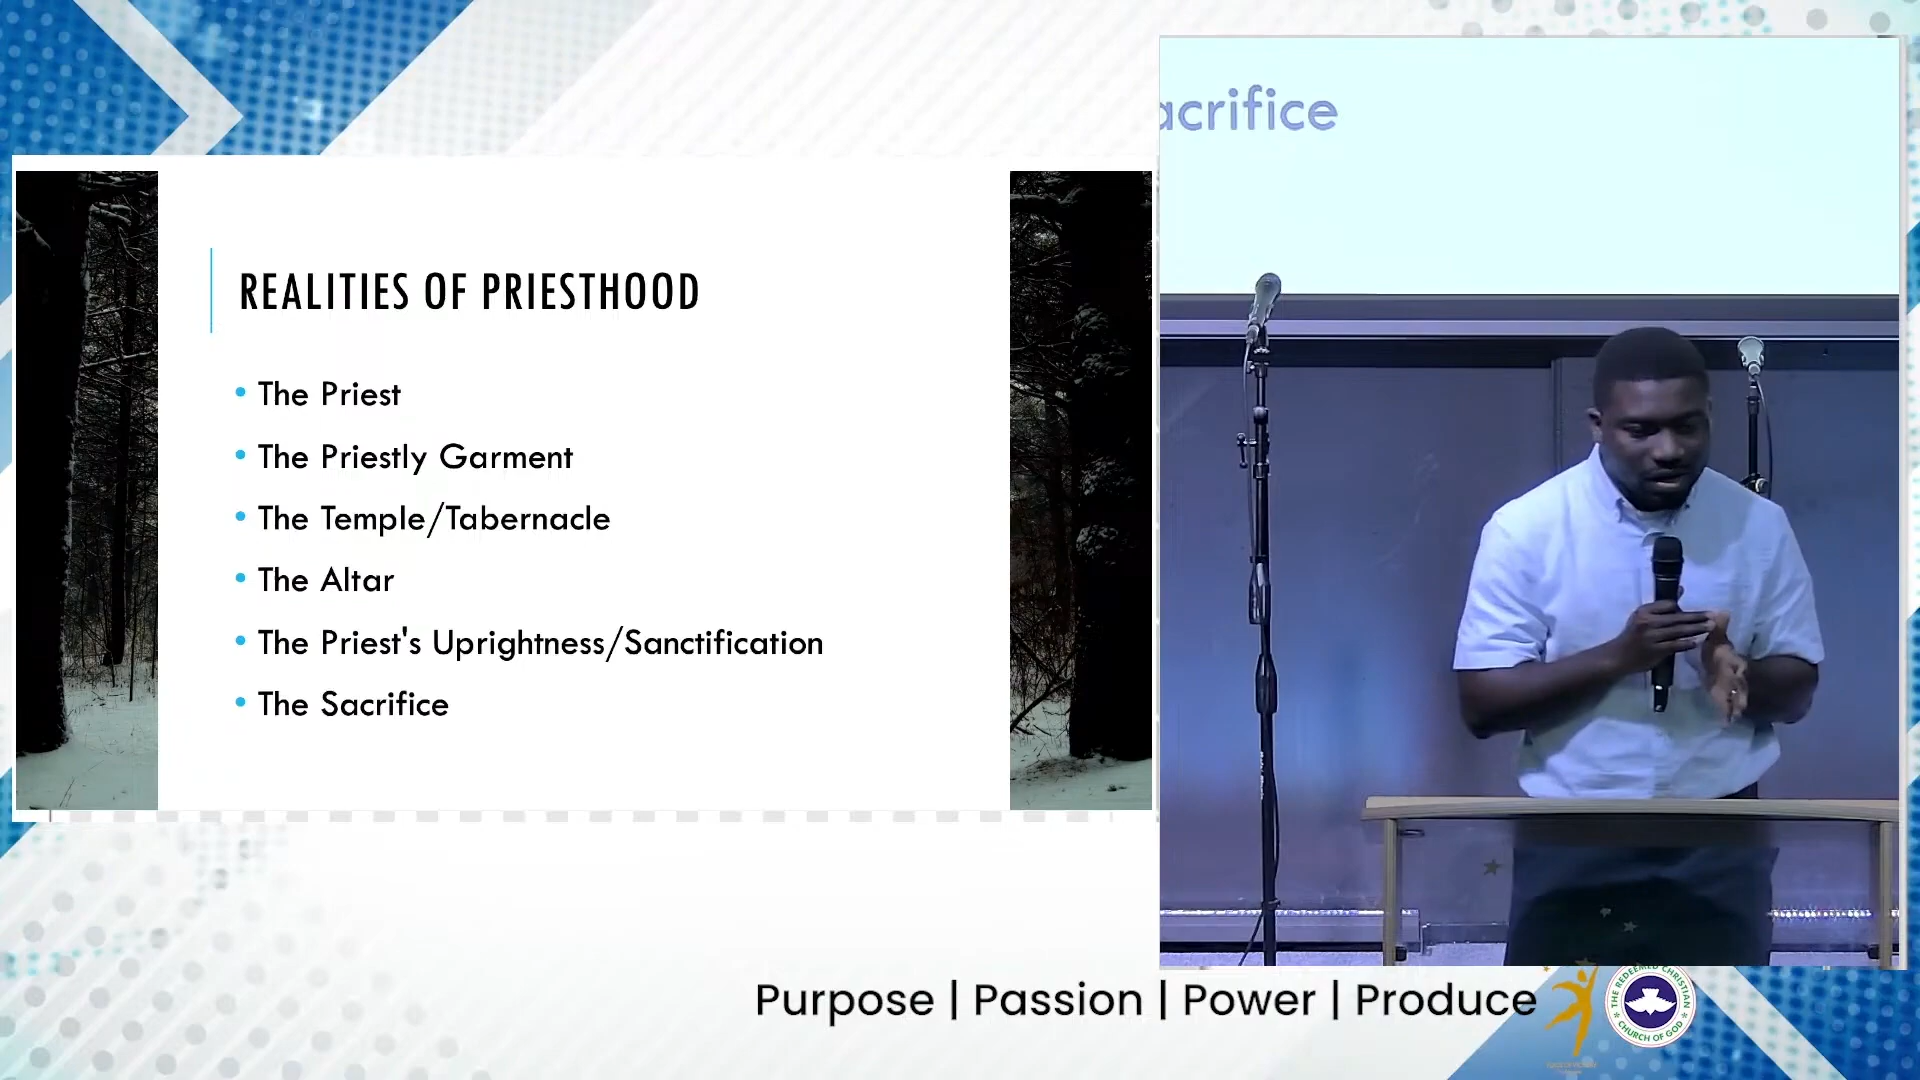 acrifice
REALITIES OF PRIESTHOOD
• The Priest
• The Priestly Garment
• The Temple/Tabernacle
• The Altar
• The Priest's Uprightness/Sanctification
• The Sacrifice
Purpose | Passion | Power | Produce
THE REDEEMED CHRISTIAN
CHURCH OF GOD